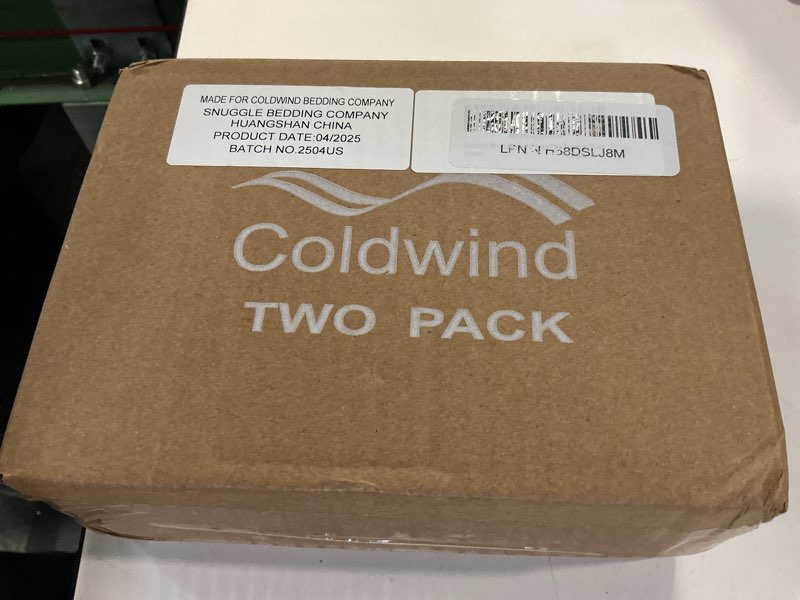 MADE FOR COLDWIND BEDDING COMPANY
SNUGGLE BEDDING COMPANY
HUANGSHAN CHINA
PRODUCT DATE:04/2025
BATCH NO.2504US
Coldwind
TWO PACK